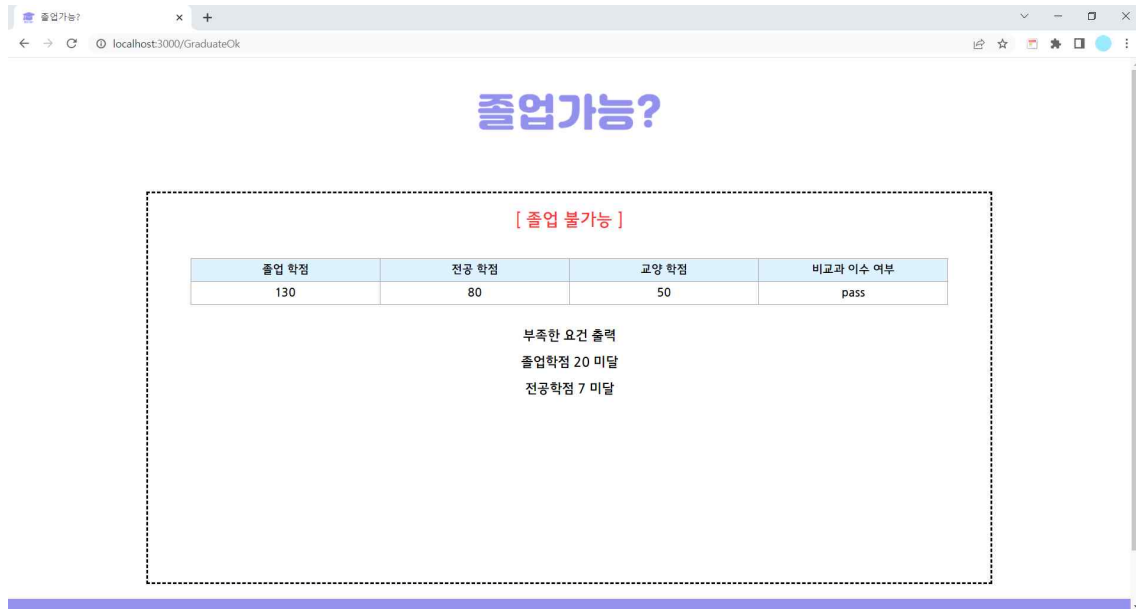 졸업가능?
localhost:3000/GraduateOk
졸업가능?
[ 졸업 불가능 ]
졸업 학점 전공 학점 교양 학점 비교과 이수 여부
130 80 50 pass
부족한 요건 출력
졸업학점 20 미달
전공학점 7 미달